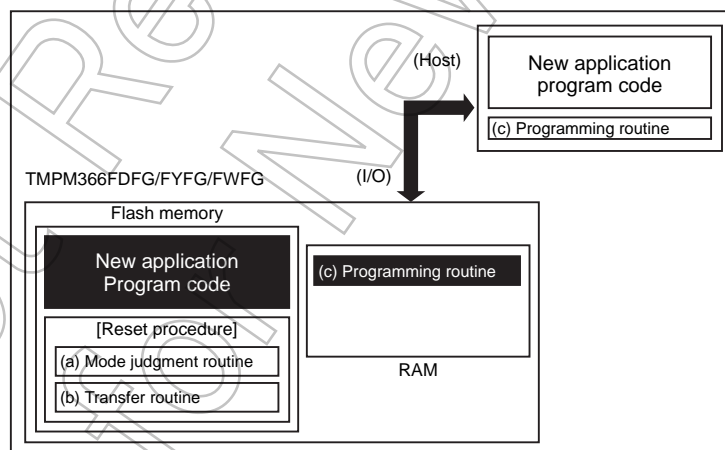 (Host)
New application
program code
(c) Programming routine
(I/O)
TMPM366FDFG/FYFG/FWFG
Flash memory
New application
Program code
(c) Programming routine
[Reset procedure]
(a) Mode judgment routine
(b) Transfer routine
RAM